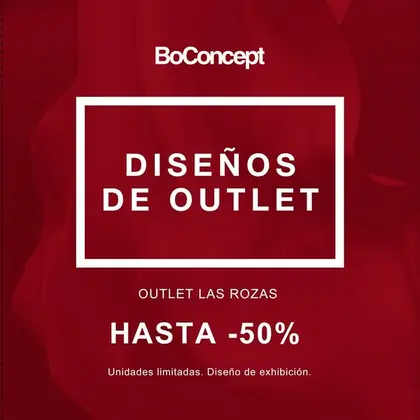 BoConcept
DISEÑOS
DE OUTLET
OUTLET LAS ROZAS
HASTA -50%
Unidades limitadas. Diseño de exhibición.